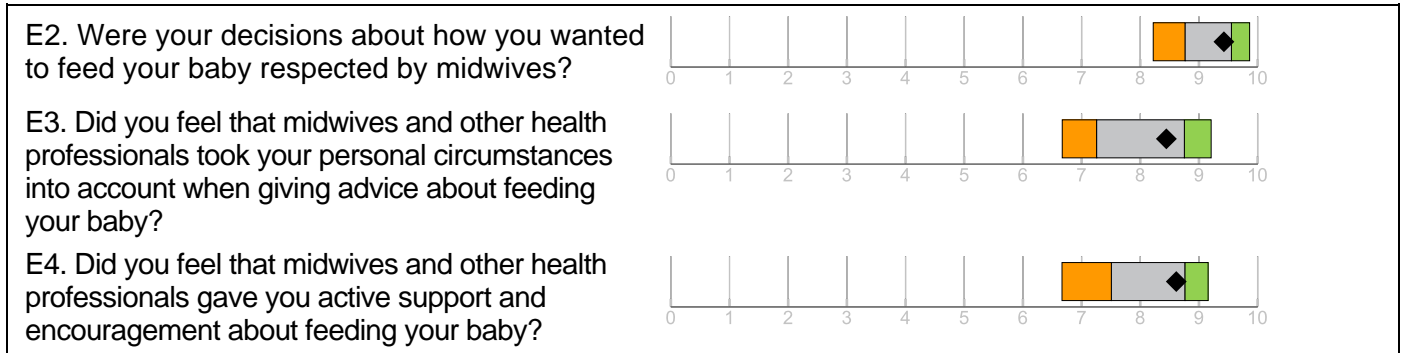 E2. Were your decisions about how you wanted
to feed your baby respected by midwives?
0 1 2 3 4 5 6 7 8 9 10
E3. Did you feel that midwives and other health
professionals took your personal circumstances
into account when giving advice about feeding
your baby?
0 1 2 3 4 5 6 7 8 9 10
E4. Did you feel that midwives and other health
professionals gave you active support and
encouragement about feeding your baby?
0 1 2 3 4 5 6 7 8 9 10